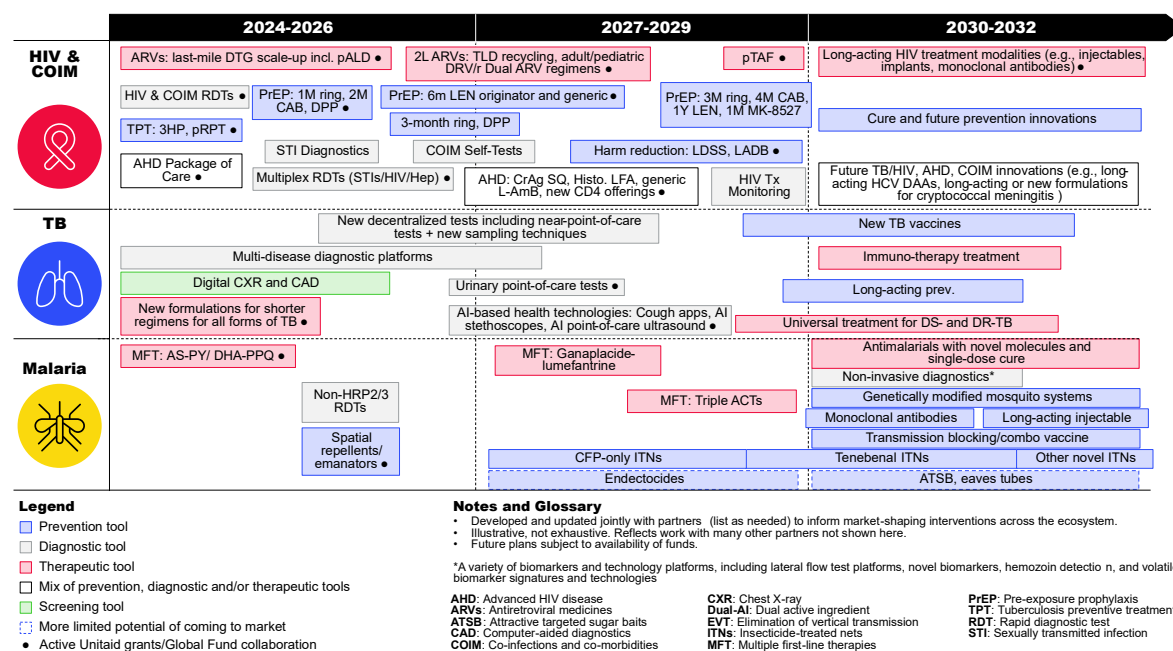 2024-2026
2027-2029
2030-2032
HIV &
COIM
ARVs: last-mile DTG scale-up incl. pALD ●
2L ARVs: TLD recycling, adult/pediatric
DRV/r Dual ARV regimens ●
pTAF ●
Long-acting HIV treatment modalities (e.g., injectables,
implants, monoclonal antibodies) ●
HIV & COIM RDTs ●
PrEP: 1M ring, 2M
CAB, DPP ●
PrEP: 6m LEN originator and generic ●
PrEP: 3M ring, 4M CAB,
1Y LEN, 1M MK-8527
Cure and future prevention innovations
TPT: 3HP, pRPT ●
3-month ring, DPP
STI Diagnostics
COIM Self-Tests
Harm reduction: LDSS, LADB ●
AHD Package of
Care ●
Multiplex RDTs (STIs/HIV/Hep) ●
AHD: CrAg SQ, Histo. LFA, generic
L-AmB, new CD4 offerings ●
HIV Tx
Monitoring
Future TB/HIV, AHD, COIM innovations (e.g., long-
acting HCV DAAs, long-acting or new formulations
for cryptococcal meningitis )
TB
New decentralized tests including near-point-of-care
tests + new sampling techniques
New TB vaccines
Multi-disease diagnostic platforms
Immuno-therapy treatment
Digital CXR and CAD
Urinary point-of-care tests ●
Long-acting prev.
New formulations for shorter
regimens for all forms of TB ●
AI-based health technologies: Cough apps, AI
stethoscopes, AI point-of-care ultrasound ●
Universal treatment for DS- and DR-TB
Malaria
MFT: AS-PY/ DHA-PPQ ●
MFT: Ganaplacide-
lumefantrine
Antimalarials with novel molecules and
single-dose cure
Non-invasive diagnostics*
Non-HRP2/3
RDTs
MFT: Triple ACTs
Genetically modified mosquito systems
Monoclonal antibodies
Long-acting injectable
Spatial
repellents/
emanators ●
Transmission blocking/combo vaccine
CFP-only ITNs
Tenebenal ITNs
Other novel ITNs
Endectocides
ATSB, eaves tubes
Legend
Prevention tool
Diagnostic tool
Therapeutic tool
Mix of prevention, diagnostic and/or therapeutic tools
Screening tool
More limited potential of coming to market
● Active Unitaid grants/Global Fund collaboration
Notes and Glossary
• Developed and updated jointly with partners (list as needed) to inform market-shaping interventions across the ecosystem.
• Illustrative, not exhaustive. Reflects work with many other partners not shown here.
• Future plans subject to availability of funds.
*A variety of biomarkers and technology platforms, including lateral flow test platforms, novel biomarkers, hemozoin detectio n, and volatile
biomarker signatures and technologies
AHD: Advanced HIV disease
ARVs: Antiretroviral medicines
ATSB: Attractive targeted sugar baits
CAD: Computer-aided diagnostics
COIM: Co-infections and co-morbidities
CXR: Chest X-ray
Dual-AI: Dual active ingredient
EVT: Elimination of vertical transmission
ITNs: Insecticide-treated nets
MFT: Multiple first-line therapies
PrEP: Pre-exposure prophylaxis
TPT: Tuberculosis preventive treatment
RDT: Rapid diagnostic test
STI: Sexually transmitted infection